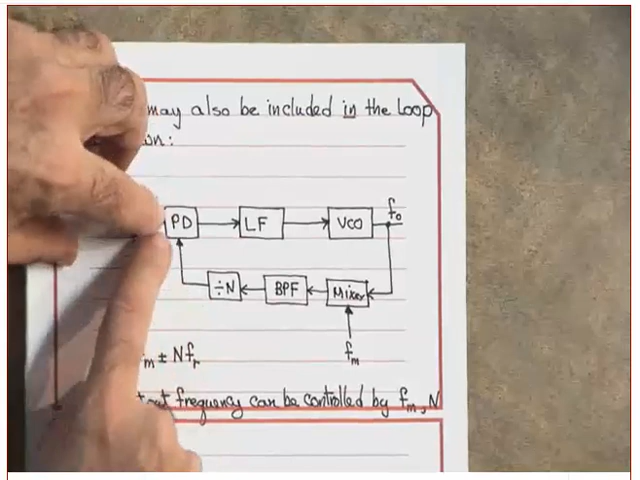 may also be included in the loop
PD
LF
VCO
f₀
÷N
BPF
Mixer
fₘ
ₘ ± Nfᵣ
frequency can be controlled by fₘ, N